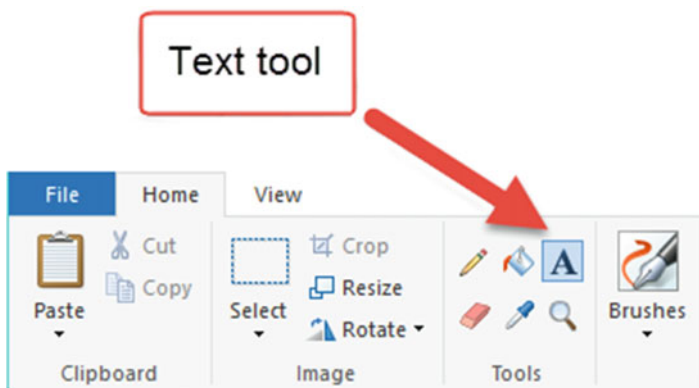 Text tool
File Home View
Cut Crop A
Copy Resize
Paste Select Rotate Brushes
Clipboard Image Tools